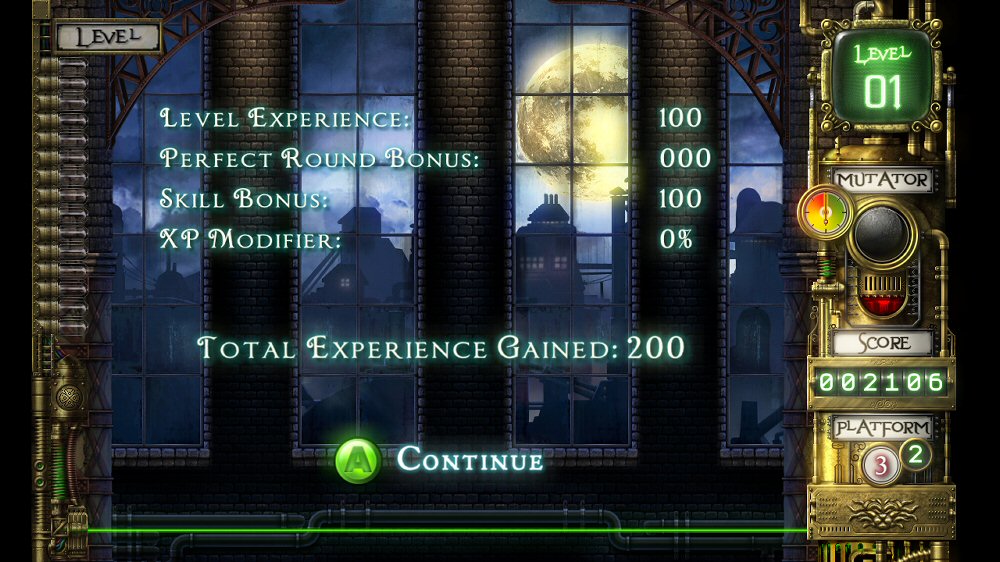 Level
Level
01
Level Experience: 100
Perfect Round Bonus: 000
Skill Bonus: 100
XP Modifier: 0%
Total Experience Gained: 200
A Continue
Mutator
Score
002106
Platform
3 2